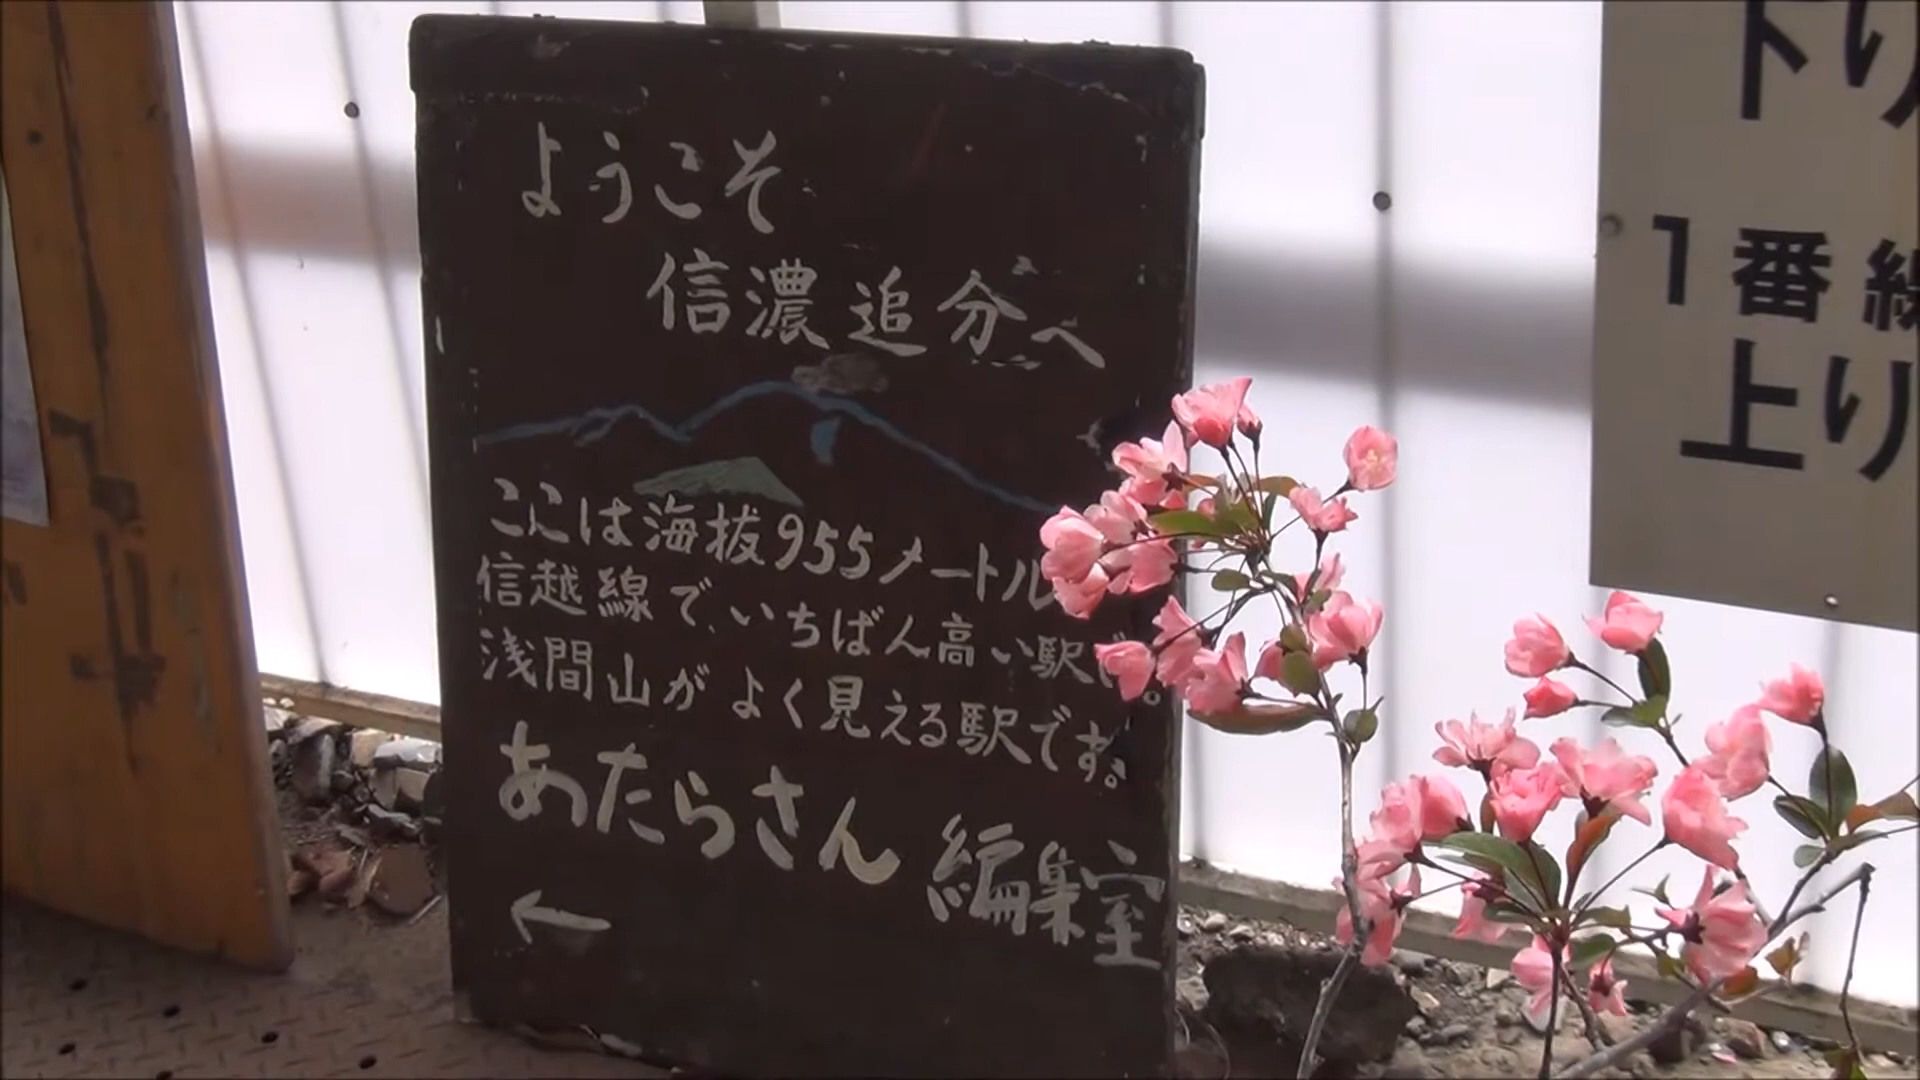 ようこそ
信濃追分へ
ここは海抜955メートル
信越線でいちばん高い駅
浅間山がよく見える駅です。
あたらさん編集室
←
下り
1番線
上り